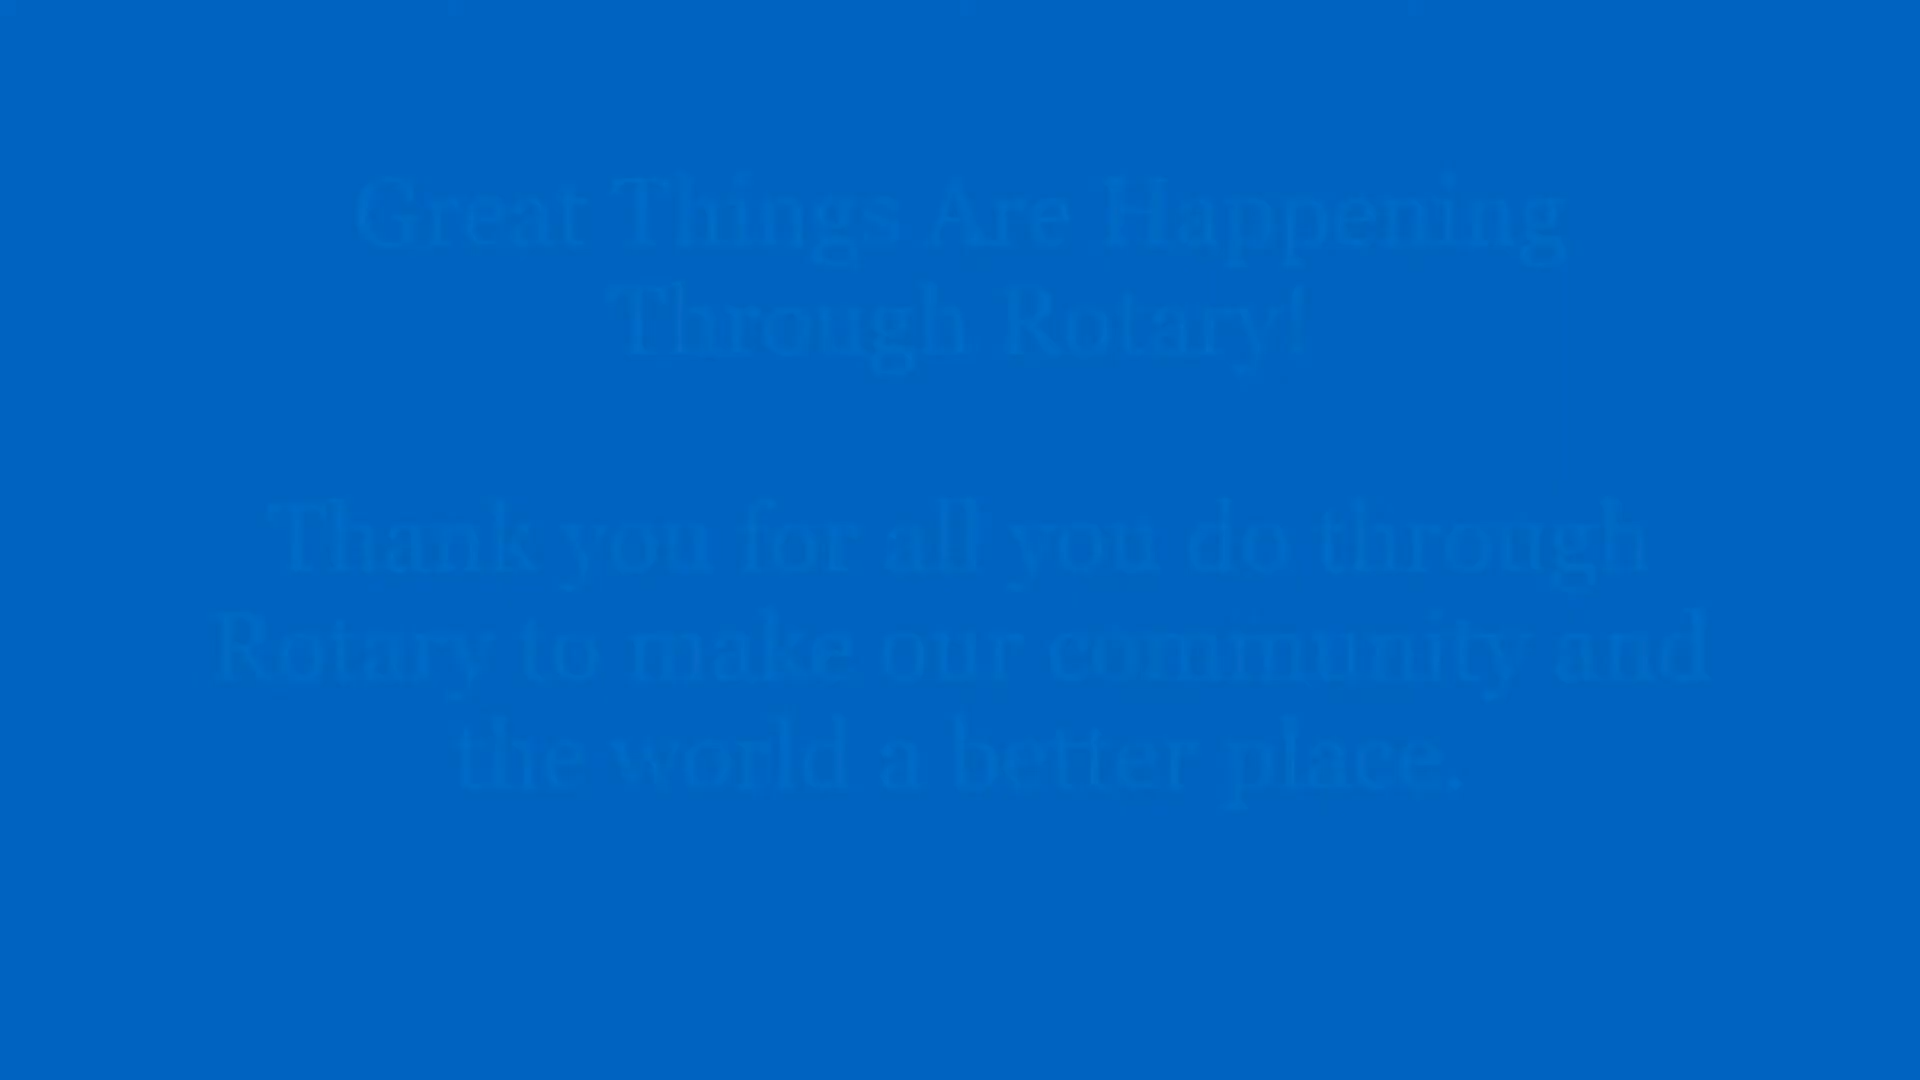 Great Things Are Happening
Through Rotary!
Thank you for all you do through
Rotary to make our community and
the world a better place.